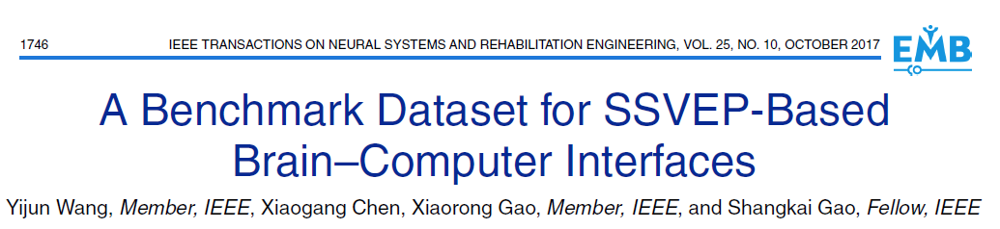 1746 IEEE TRANSACTIONS ON NEURAL SYSTEMS AND REHABILITATION ENGINEERING, VOL. 25, NO. 10, OCTOBER 2017
EMB
A Benchmark Dataset for SSVEP-Based
Brain–Computer Interfaces
Yijun Wang, Member, IEEE, Xiaogang Chen, Xiaorong Gao, Member, IEEE, and Shangkai Gao, Fellow, IEEE